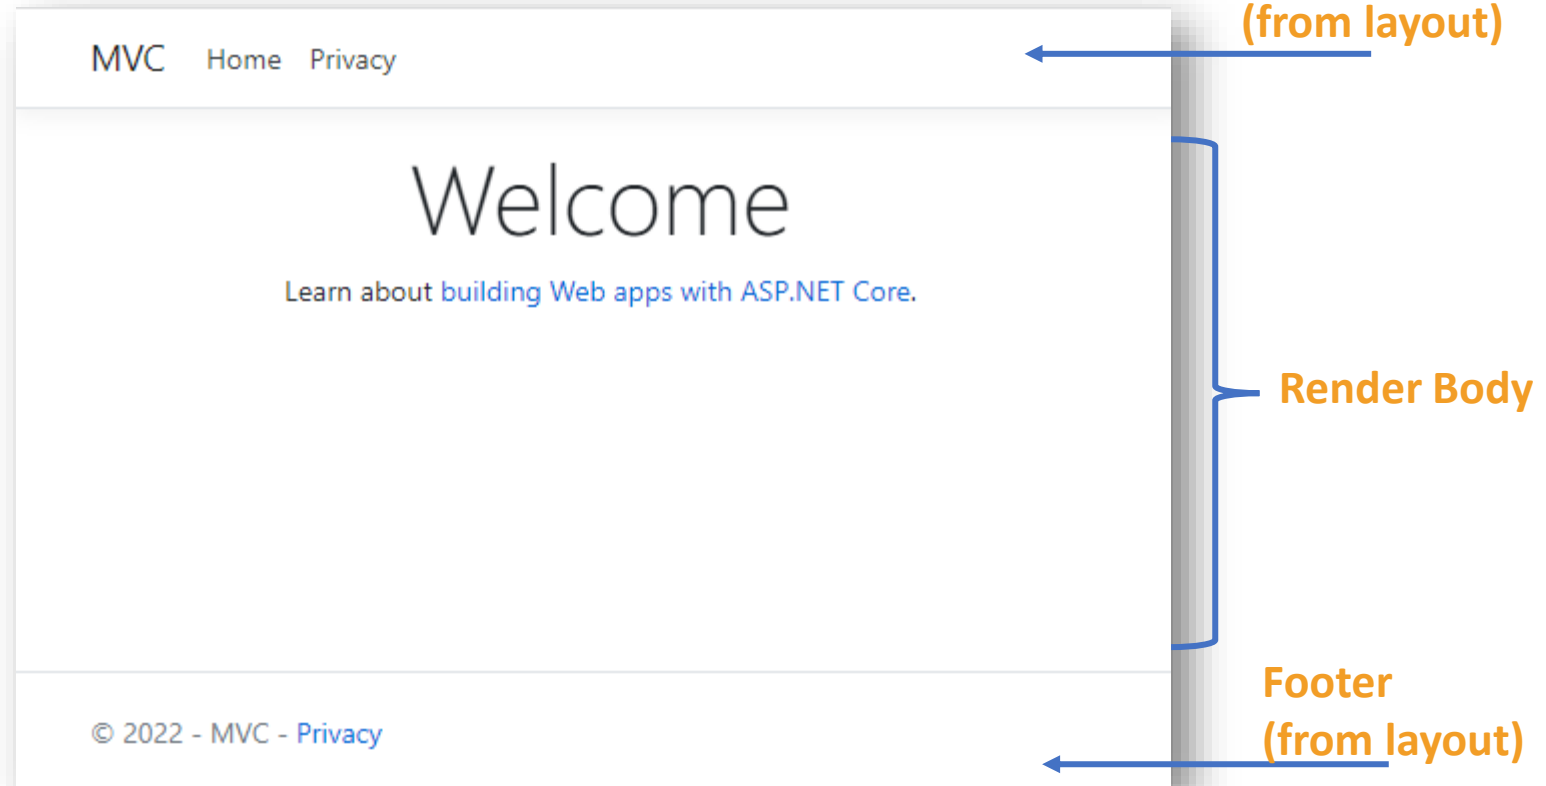 (from layout)
MVC Home Privacy
Welcome
Learn about building Web apps with ASP.NET Core.
Render Body
Footer
(from layout)
© 2022 - MVC - Privacy